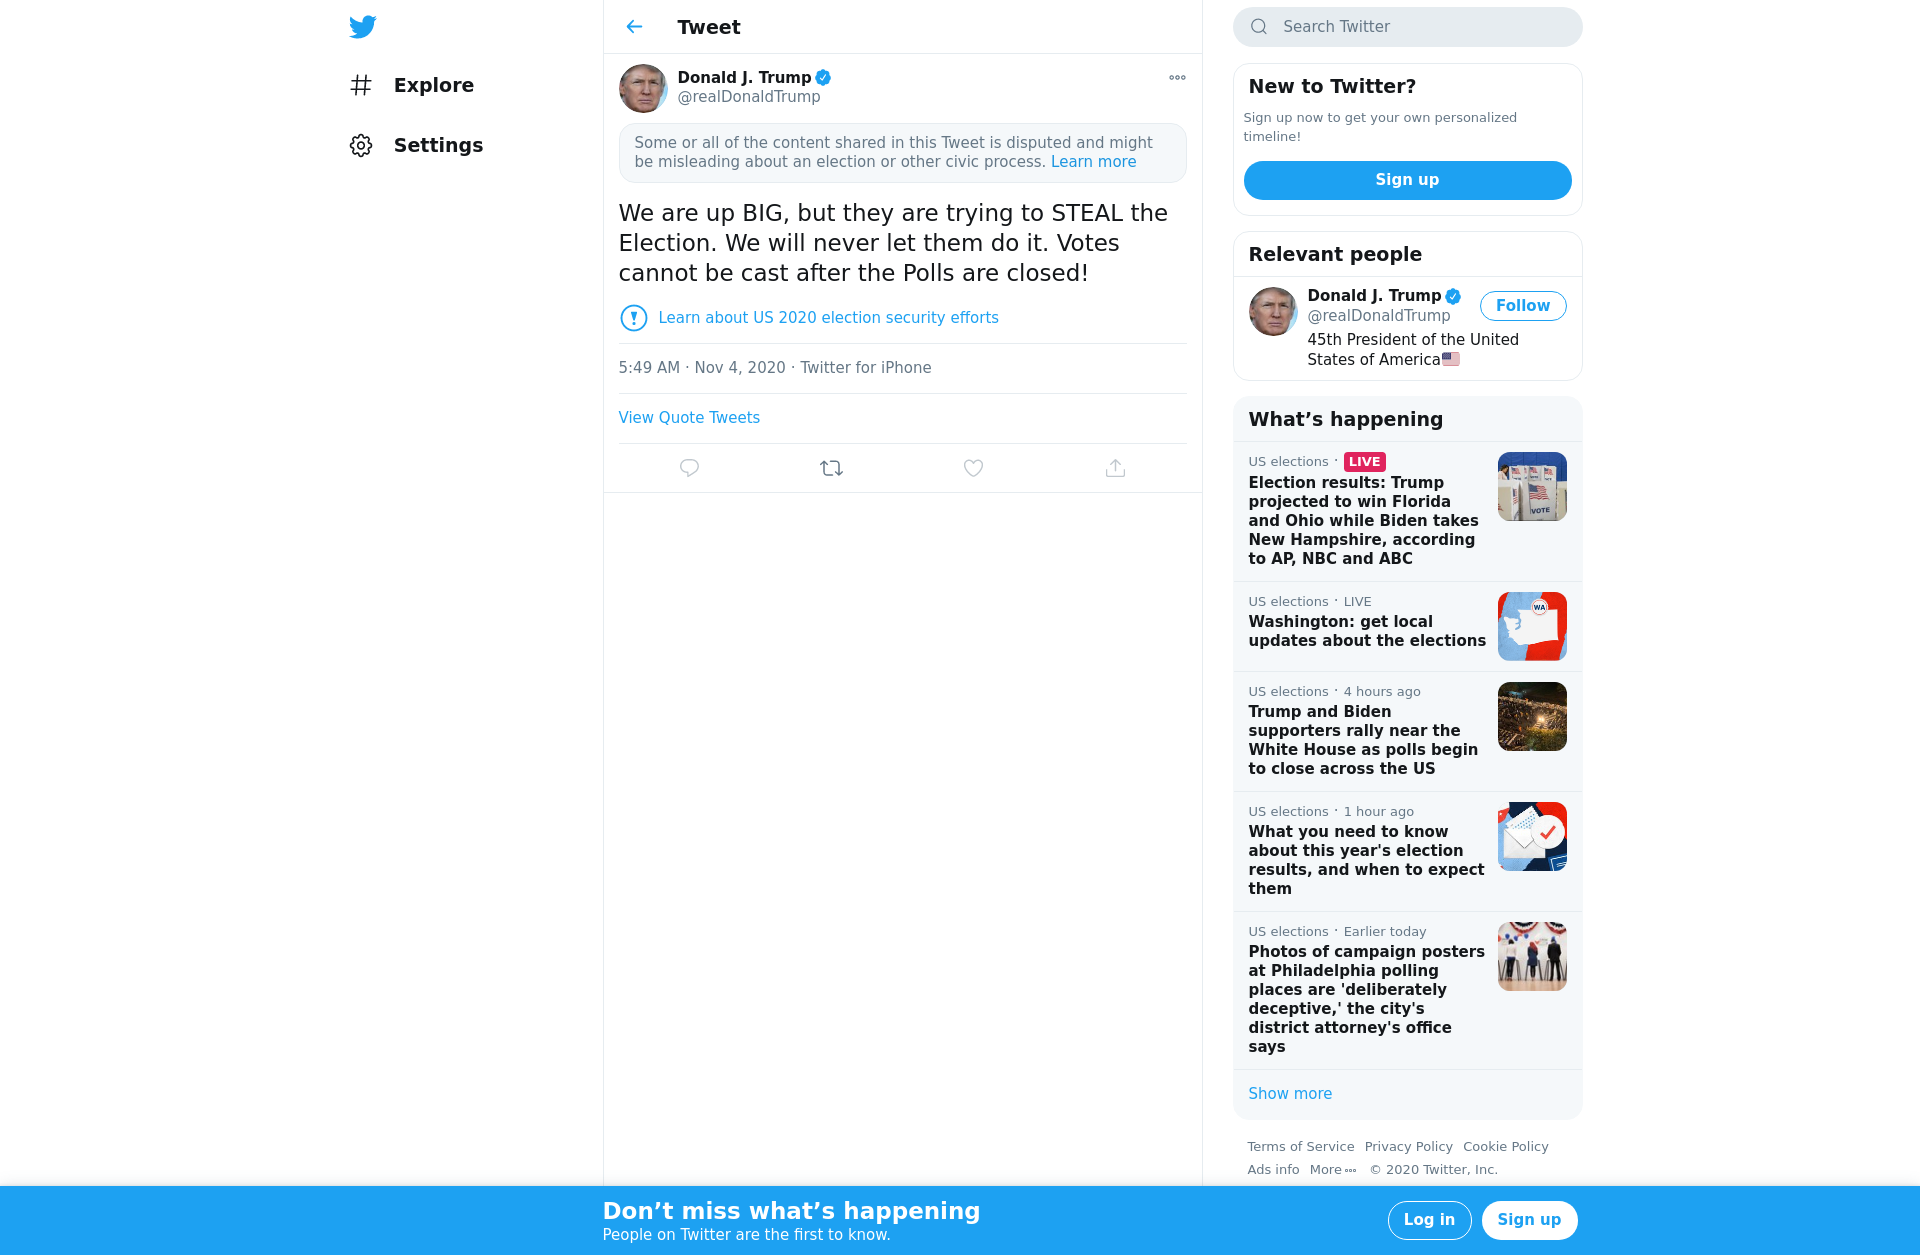 Explore
Settings
Tweet
Donald J. Trump
@realDonaldTrump
Some or all of the content shared in this Tweet is disputed and might
be misleading about an election or other civic process. Learn more
We are up BIG, but they are trying to STEAL the
Election. We will never let them do it. Votes
cannot be cast after the Polls are closed!
Learn about US 2020 election security efforts
5:49 AM · Nov 4, 2020 · Twitter for iPhone
View Quote Tweets
Search Twitter
New to Twitter?
Sign up now to get your own personalized
timeline!
Sign up
Relevant people
Donald J. Trump
@realDonaldTrump
Follow
45th President of the United
States of America🇺🇸
What’s happening
US elections · LIVE
Election results: Trump
projected to win Florida
and Ohio while Biden takes
New Hampshire, according
to AP, NBC and ABC
VOTE
US elections · LIVE
Washington: get local
updates about the elections
WA
US elections · 4 hours ago
Trump and Biden
supporters rally near the
White House as polls begin
to close across the US
US elections · 1 hour ago
What you need to know
about this year's election
results, and when to expect
them
US elections · Earlier today
Photos of campaign posters
at Philadelphia polling
places are 'deliberately
deceptive,' the city's
district attorney's office
says
Show more
Terms of Service Privacy Policy Cookie Policy
Ads info More © 2020 Twitter, Inc.
Don’t miss what’s happening
People on Twitter are the first to know.
Log in
Sign up